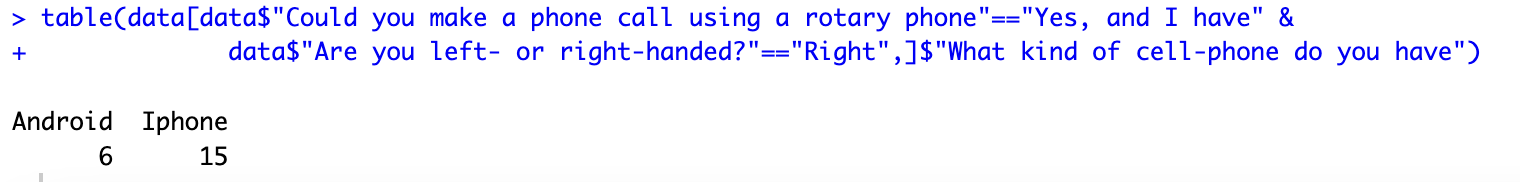 > table(data[data$"Could you make a phone call using a rotary phone"=="Yes, and I have" &
+ data$"Are you left- or right-handed?"=="Right",]$"What kind of cell-phone do you have")
Android Iphone
6 15